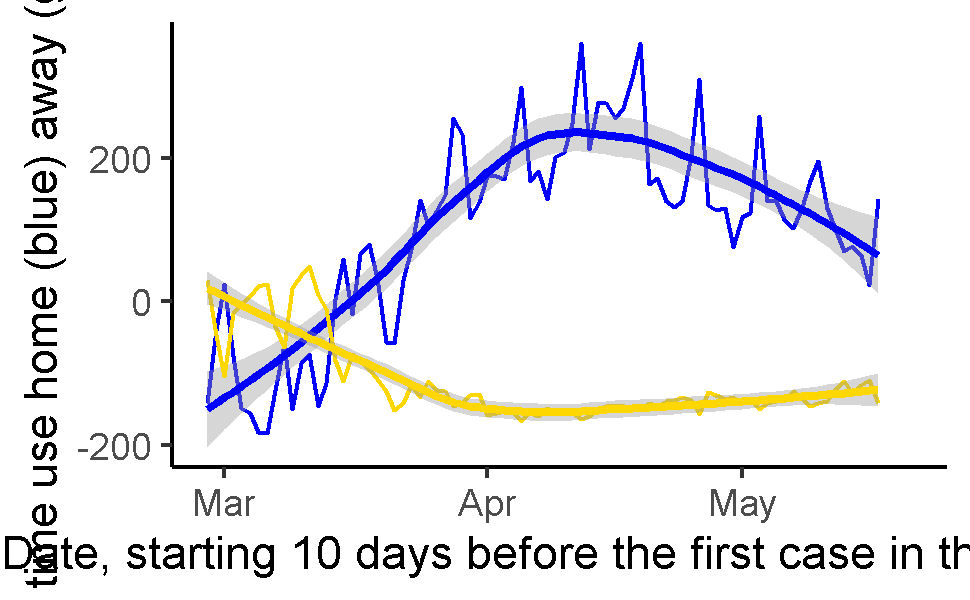 time use home (blue) away (
200
0
-200
Mar Apr May
Date, starting 10 days before the first case in th